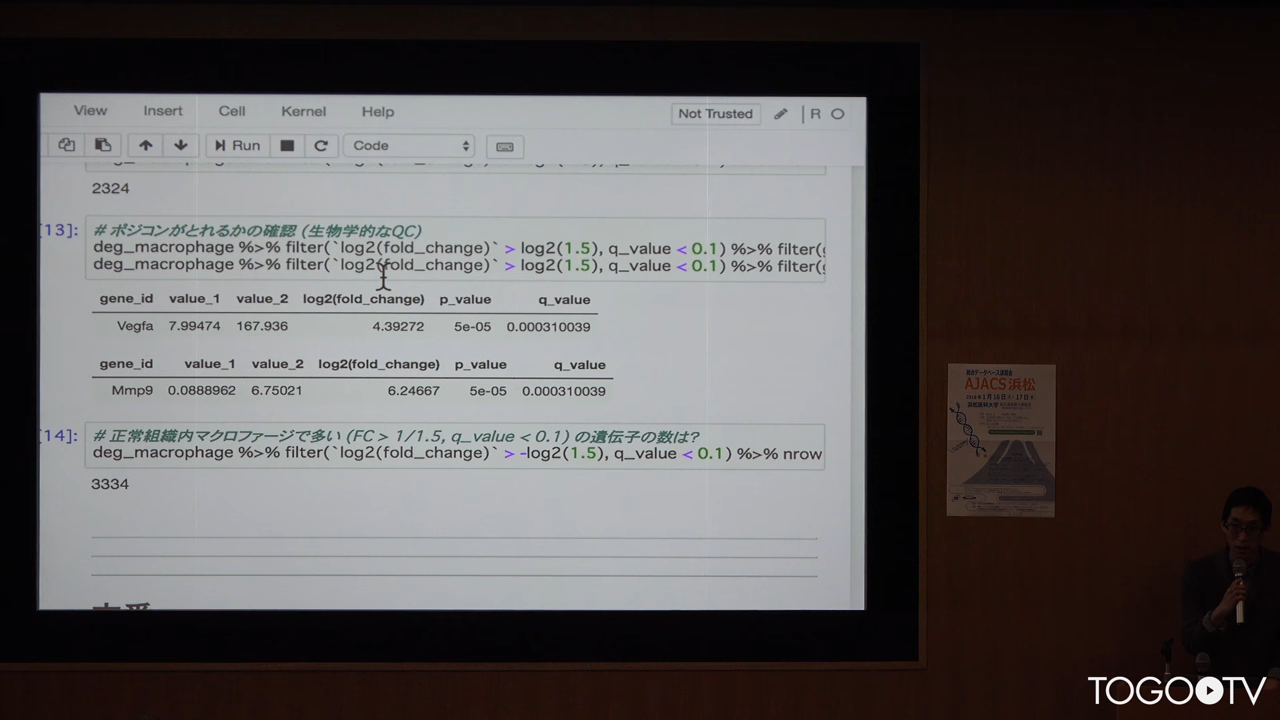 View Insert Cell Kernel Help Not Trusted R
Run Code
2324
[13]: # ポジコンがとれるかの確認 (生物学的なQC)
deg_macrophage %>% filter(`log2(fold_change)` > log2(1.5), q_value < 0.1) %>% filter(g
deg_macrophage %>% filter(`log2(fold_change)` > log2(1.5), q_value < 0.1) %>% filter(g
gene_id value_1 value_2 log2(fold_change) p_value q_value
Vegfa 7.99474 167.936 4.39272 5e-05 0.000310039
gene_id value_1 value_2 log2(fold_change) p_value q_value
Mmp9 0.0888962 6.75021 6.24667 5e-05 0.000310039
[14]: # 正常組織内マクロファージで多い (FC > 1/1.5, q_value < 0.1) の遺伝子の数は?
deg_macrophage %>% filter(`log2(fold_change)` > -log2(1.5), q_value < 0.1) %>% nrow
3334
AJACS浜松
TOGOTV